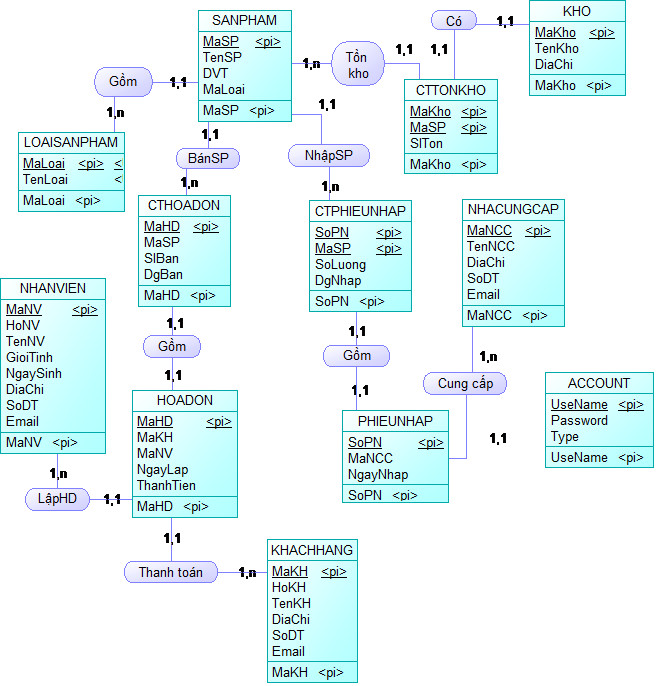 SANPHAM
MaSP <pi>
TenSP
DVT
MaLoai
MaSP <pi>
KHO
MaKho <pi>
TenKho
DiaChi
MaKho <pi>
Có
1,1
1,1
Tồn
kho
1,n
1,1
CTTONKHO
MaKho <pi>
MaSP <pi>
SlTon
MaKho <pi>
Gồm
1,1
1,n
LOAISANPHAM
MaLoai <pi>
TenLoai
MaLoai <pi>
1,1
BánSP
1,n
1,1
NhậpSP
1,n
CTHOADON
MaHD <pi>
MaSP
SlBan
DgBan
MaHD <pi>
CTPHIEUNHAP
SoPN <pi>
MaSP <pi>
SoLuong
DgNhap
SoPN <pi>
NHACUNGCAP
MaNCC <pi>
TenNCC
DiaChi
SoDT
Email
MaNCC <pi>
NHANVIEN
MaNV <pi>
HoNV
TenNV
GioiTinh
NgaySinh
DiaChi
SoDT
Email
MaNV <pi>
1,1
Gồm
1,1
1,1
Gồm
1,1
1,n
Cung cấp
1,1
HOADON
MaHD <pi>
MaKH
MaNV
NgayLap
ThanhTien
MaHD <pi>
PHIEUNHAP
SoPN <pi>
MaNCC
NgayNhap
SoPN <pi>
ACCOUNT
UseName <pi>
Password
Type
UseName <pi>
1,n
LậpHD
1,1
1,1
Thanh toán
1,n
KHACHHANG
MaKH <pi>
HoKH
TenKH
DiaChi
SoDT
Email
MaKH <pi>